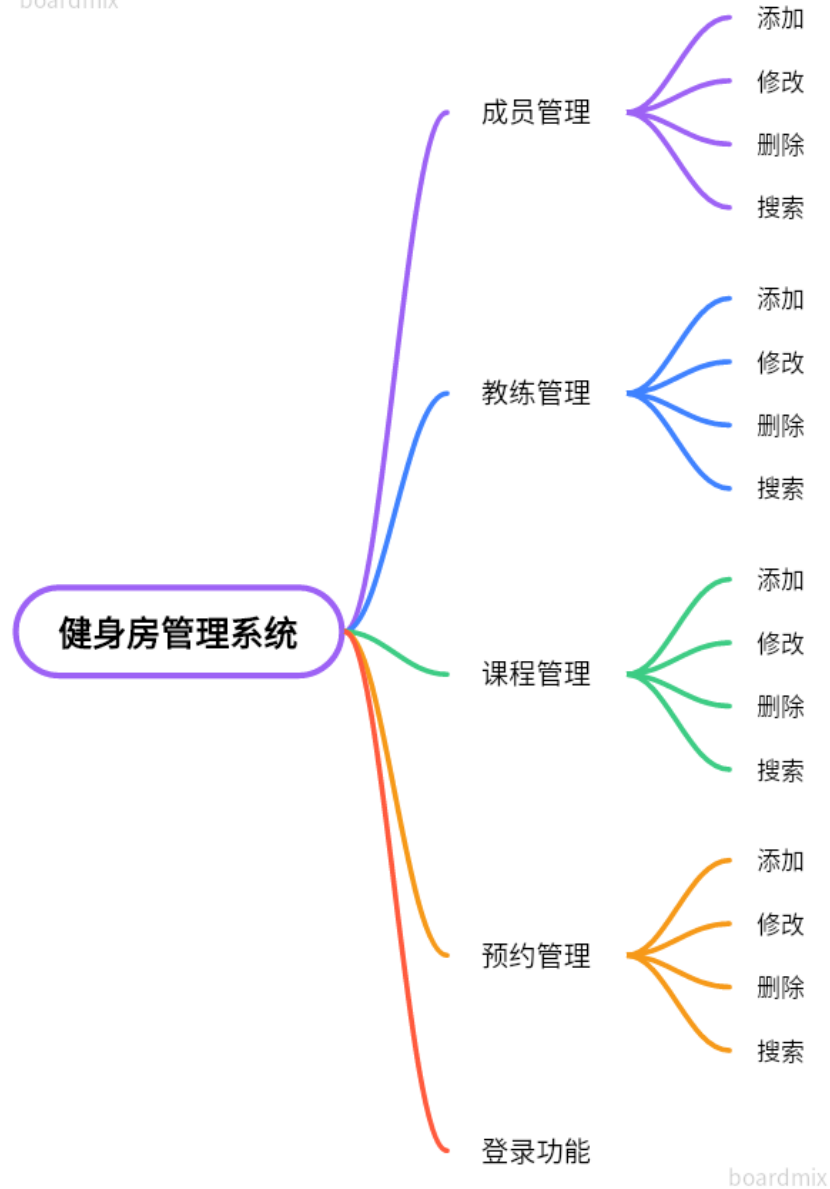 boardmix
健身房管理系统
成员管理
添加
修改
删除
搜索
教练管理
添加
修改
删除
搜索
课程管理
添加
修改
删除
搜索
预约管理
添加
修改
删除
搜索
登录功能
boardmix